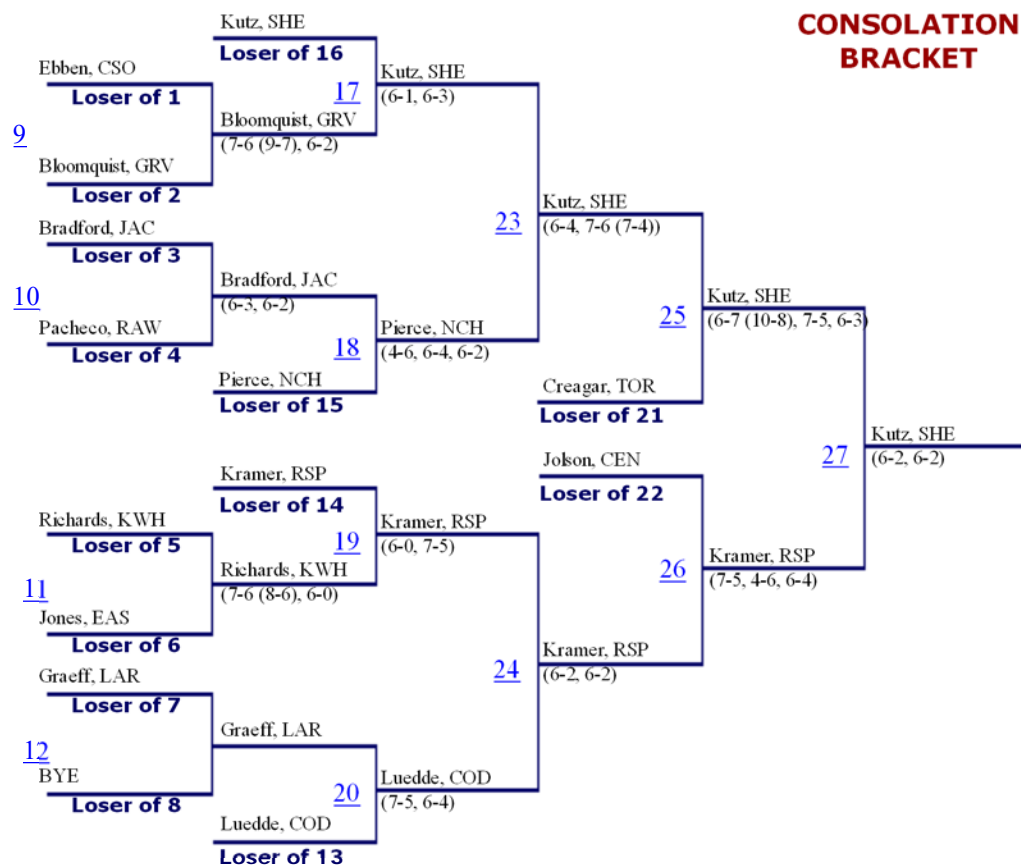 CONSOLATION
BRACKET
Kutz, SHE
Loser of 16
Ebben, CSO
Loser of 1
17
Kutz, SHE
(6-1, 6-3)
9
Bloomquist, GRV
(7-6 (9-7), 6-2)
Bloomquist, GRV
Loser of 2
23
Kutz, SHE
(6-4, 7-6 (7-4))
Bradford, JAC
Loser of 3
10
Bradford, JAC
(6-3, 6-2)
25
Kutz, SHE
(6-7 (10-8), 7-5, 6-3)
Pacheco, RAW
Loser of 4
18
Pierce, NCH
(4-6, 6-4, 6-2)
Pierce, NCH
Loser of 15
Creagar, TOR
Loser of 21
27
Kutz, SHE
(6-2, 6-2)
Kramer, RSP
Loser of 14
Jolson, CEN
Loser of 22
Richards, KWH
Loser of 5
19
Kramer, RSP
(6-0, 7-5)
11
Richards, KWH
(7-6 (8-6), 6-0)
26
Kramer, RSP
(7-5, 4-6, 6-4)
Jones, EAS
Loser of 6
24
Kramer, RSP
(6-2, 6-2)
Graeff, LAR
Loser of 7
12
Graeff, LAR
BYE
Loser of 8
20
Luedde, COD
(7-5, 6-4)
Luedde, COD
Loser of 13